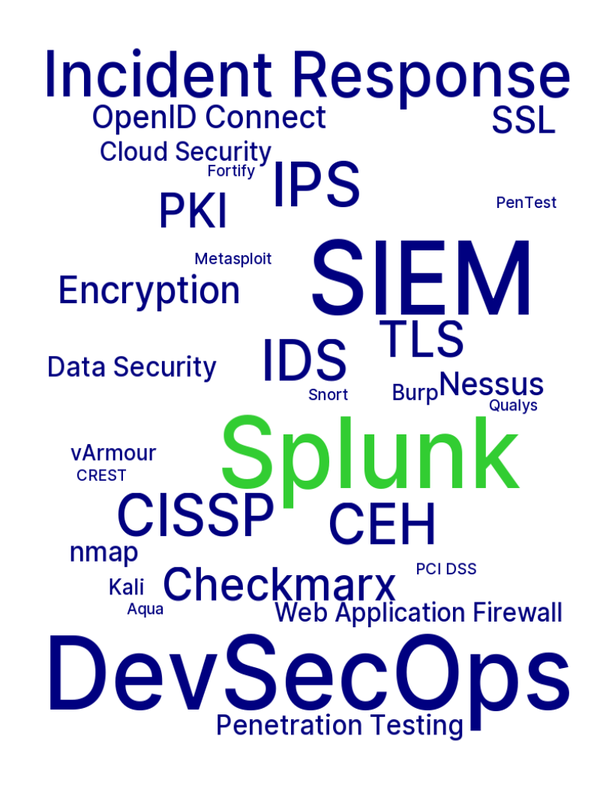 Incident Response
OpenID Connect
SSL
Cloud Security
Fortify
IPS
PKI
PenTest
Metasploit
SIEM
Encryption
TLS
IDS
Data Security
Nessus
Snort
Burp
Qualys
Splunk
vArmour
CREST
CISSP
CEH
nmap
PCI DSS
Kali
Checkmarx
Aqua
Web Application Firewall
DevSecOps
Penetration Testing